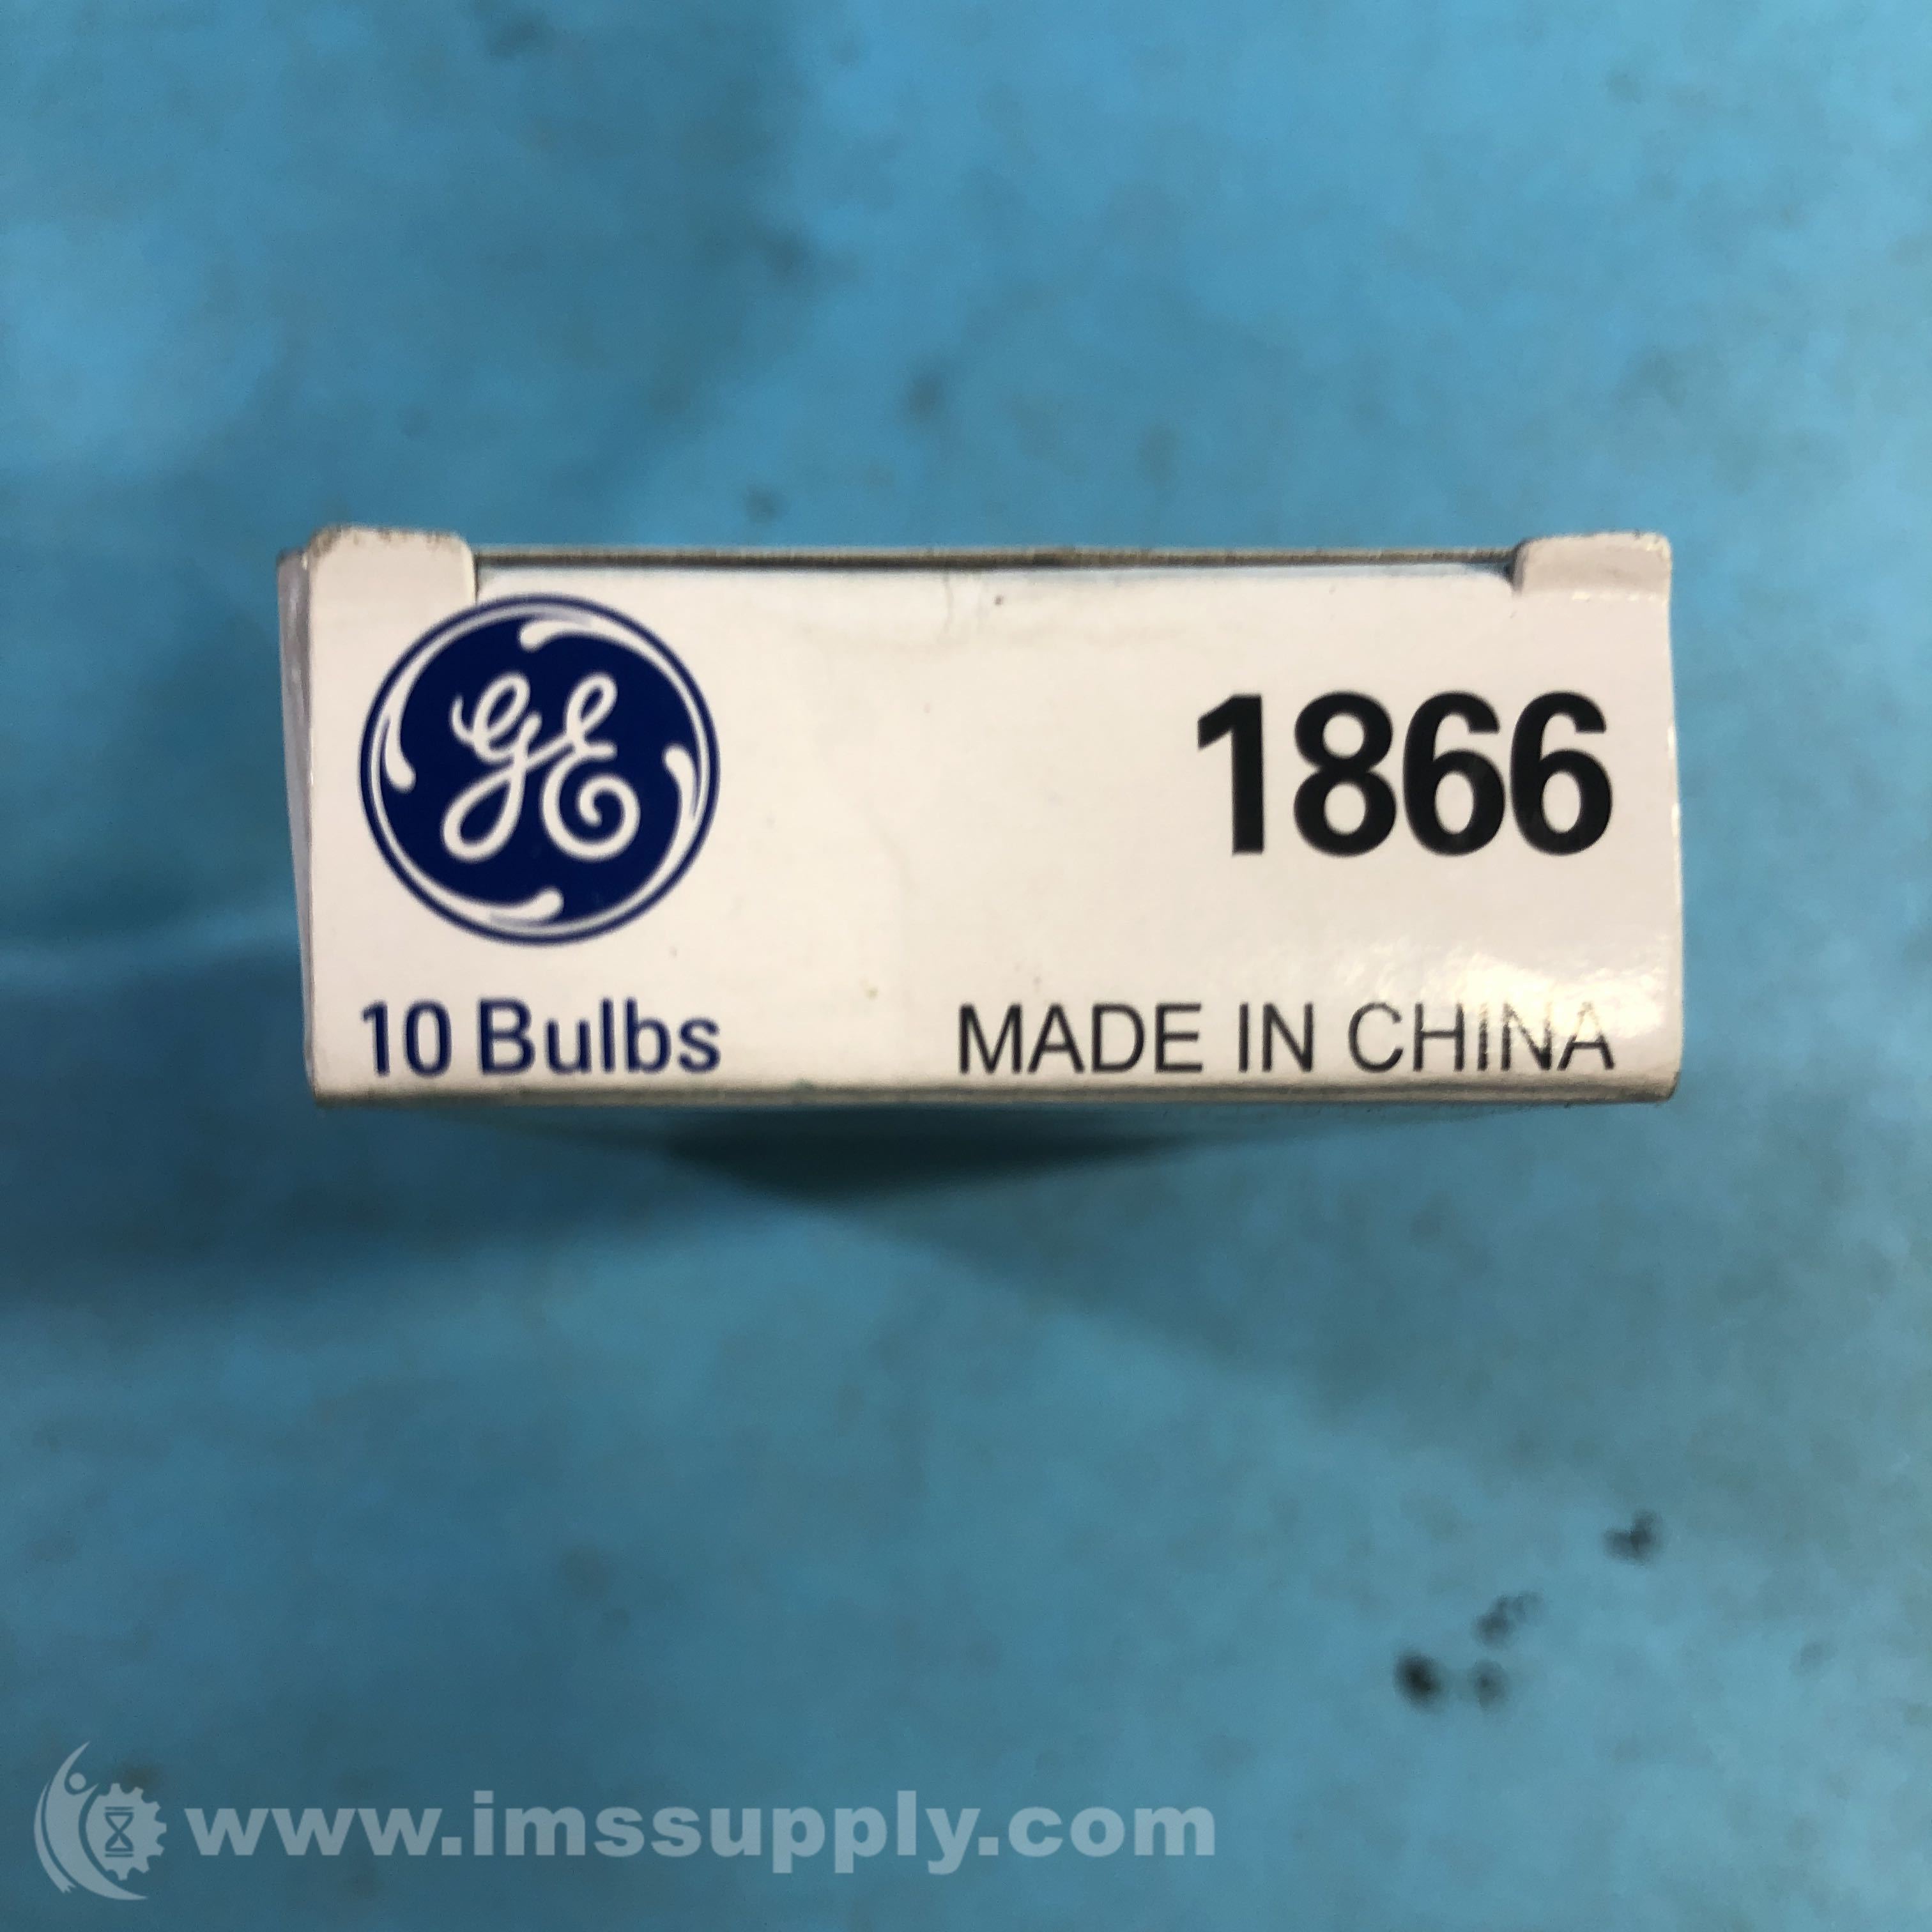 GE
1866
10 Bulbs
MADE IN CHINA
www.imssupply.com